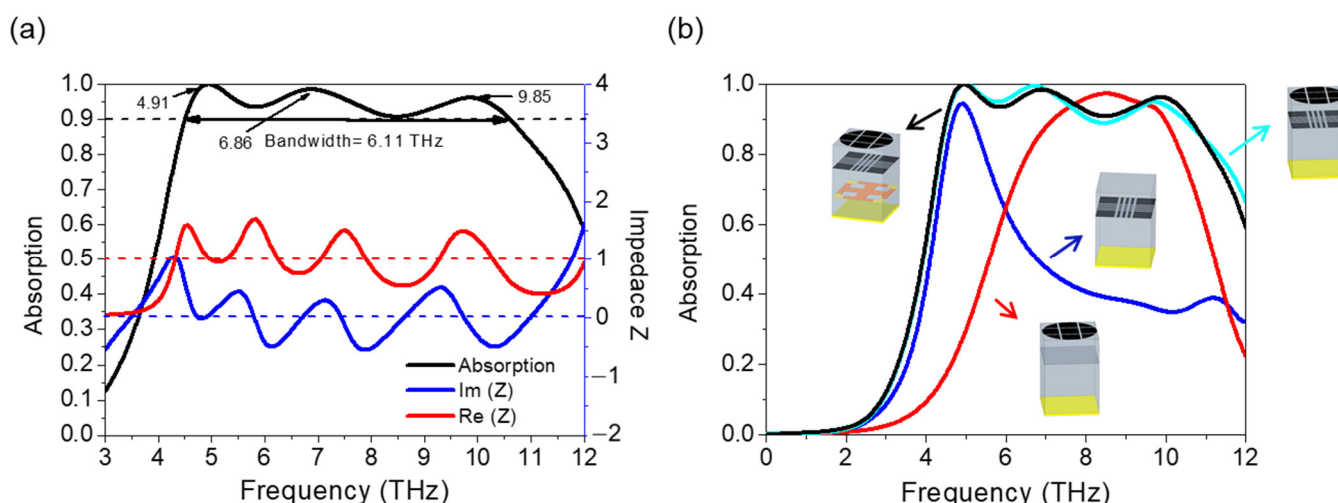 (a)
(b)
4.91
9.85
6.86 Bandwidth= 6.11 THz
Absorption
1.0
0.9
0.8
0.7
0.6
0.5
0.4
0.3
0.2
0.1
0.0
4
3
2
1
0
−1
−2
Impedace Z
Absorption
Im (Z)
Re (Z)
3 4 5 6 7 8 9 10 11 12
Frequency (THz)
Absorption
1.0
0.8
0.6
0.4
0.2
0.0
0 2 4 6 8 10 12
Frequency (THz)